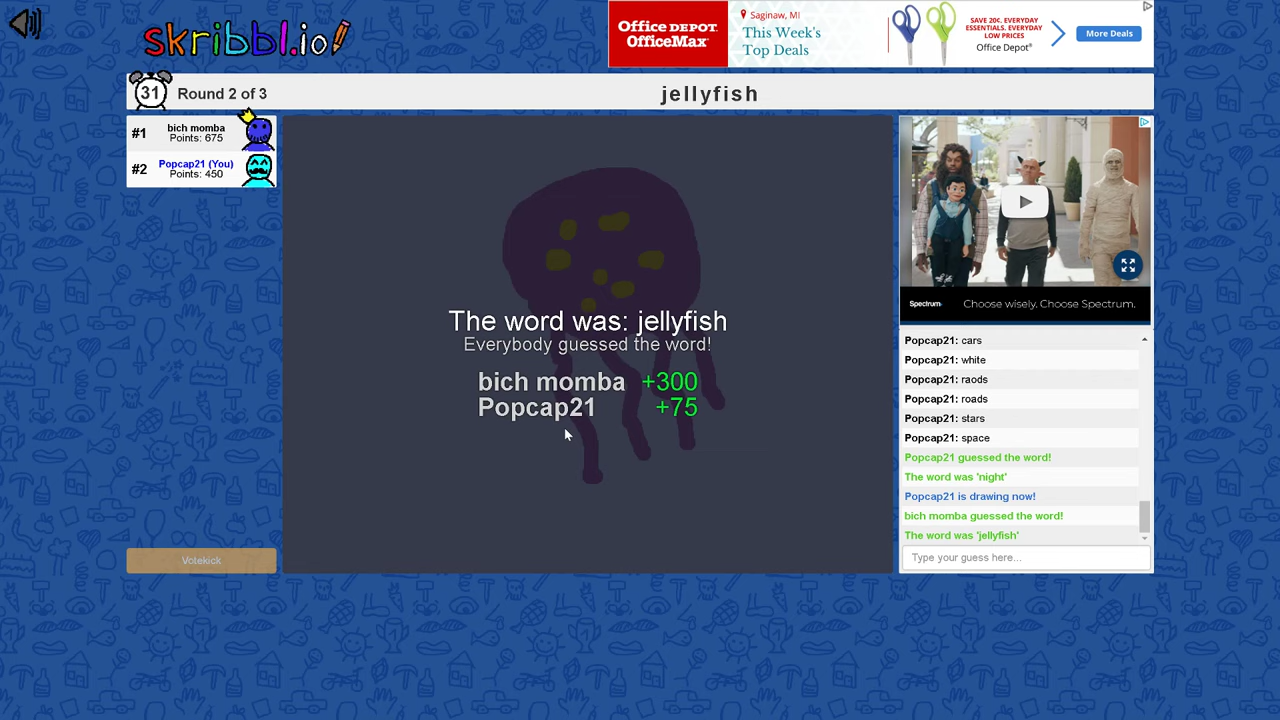 skribbl.io
Office DEPOT
OfficeMax
Saginaw, MI
This Week's
Top Deals
SAVE 20¢. EVERYDAY
ESSENTIALS. EVERYDAY
LOW PRICES
Office Depot®
More Deals
31
Round 2 of 3
jellyfish
#1
bich momba
Points: 675
#2
Popcap21 (You)
Points: 450
The word was: jellyfish
Everybody guessed the word!
bich momba +300
Popcap21 +75
Votekick
Spectrum
Choose wisely. Choose Spectrum.
Popcap21: cars
Popcap21: white
Popcap21: raods
Popcap21: roads
Popcap21: stars
Popcap21: space
Popcap21 guessed the word!
The word was 'night'
Popcap21 is drawing now!
bich momba guessed the word!
The word was 'jellyfish'
Type your guess here...